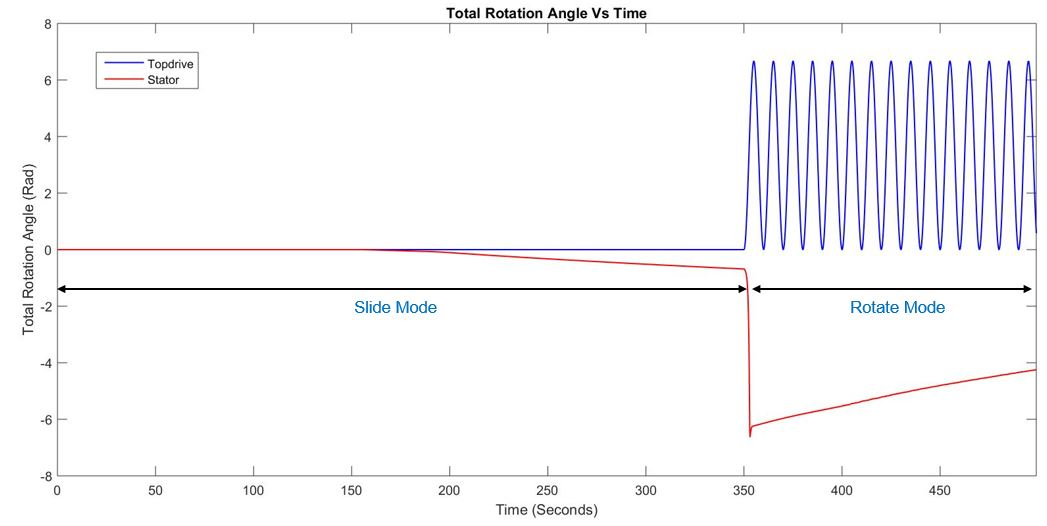 Total Rotation Angle Vs Time
8
6
4
2
0
-2
-4
-6
-8
Total Rotation Angle (Rad)
Topdrive
Stator
Slide Mode
Rotate Mode
0 50 100 150 200 250 300 350 400 450
Time (Seconds)